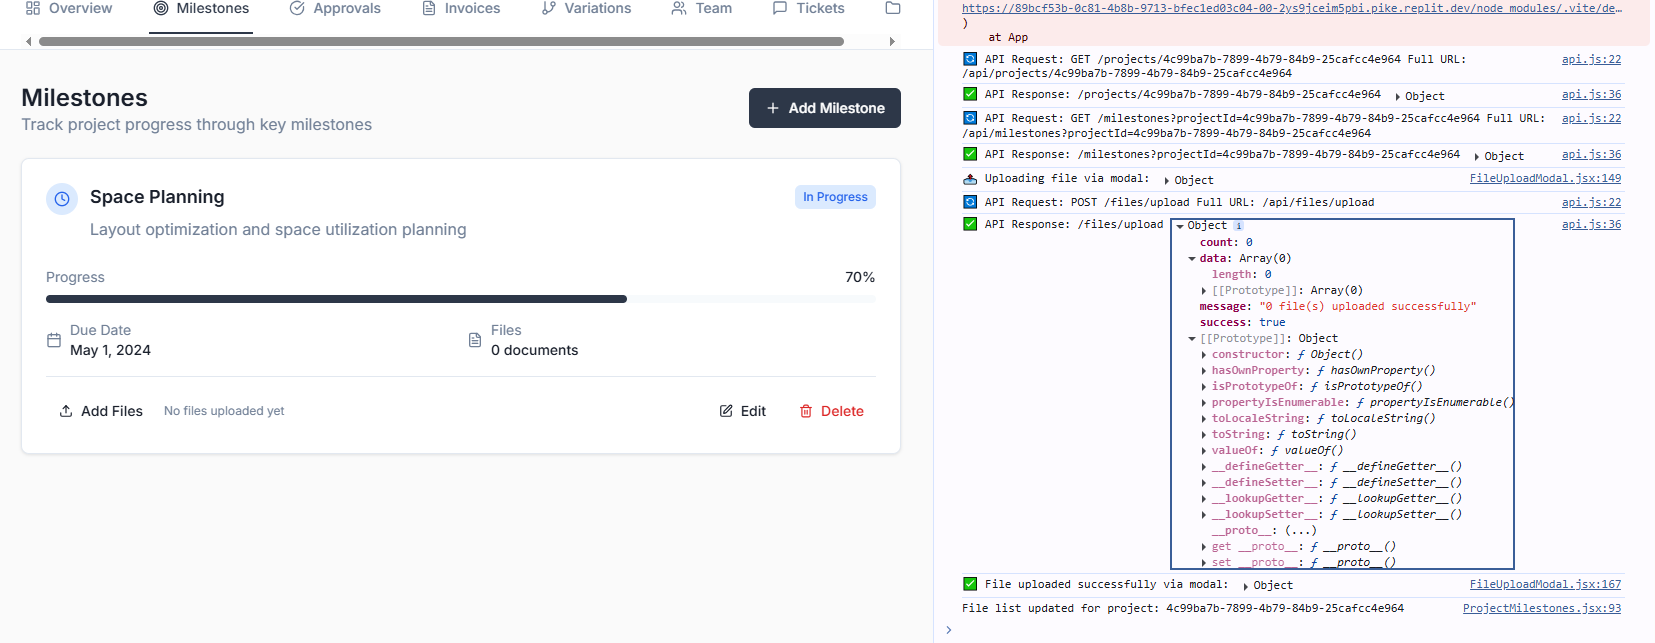 Overview Milestones Approvals Invoices Variations Team Tickets
Milestones
Track project progress through key milestones
+ Add Milestone
Space Planning
In Progress
Layout optimization and space utilization planning
Progress
70%
Due Date
May 1, 2024
Files
0 documents
Add Files
No files uploaded yet
Edit
Delete
https://89bcf53b-0c81-4b8b-9713-bfec1ed03c04-00-2ys9jceim5pbi.pike.replit.dev/node_modules/.vite/de…
)
at App
API Request: GET /projects/4c99ba7b-7899-4b79-84b9-25cafcc4e964 Full URL: api.js:22
/api/projects/4c99ba7b-7899-4b79-84b9-25cafcc4e964
API Response: /projects/4c99ba7b-7899-4b79-84b9-25cafcc4e964 Object api.js:36
API Request: GET /milestones?projectId=4c99ba7b-7899-4b79-84b9-25cafcc4e964 Full URL: api.js:22
/api/milestones?projectId=4c99ba7b-7899-4b79-84b9-25cafcc4e964
API Response: /milestones?projectId=4c99ba7b-7899-4b79-84b9-25cafcc4e964 Object api.js:36
Uploading file via modal: Object FileUploadModal.jsx:149
API Request: POST /files/upload Full URL: /api/files/upload api.js:22
API Response: /files/upload Object i api.js:36
count: 0
data: Array(0)
length: 0
[[Prototype]]: Array(0)
message: "0 file(s) uploaded successfully"
success: true
[[Prototype]]: Object
constructor: ƒ Object()
hasOwnProperty: ƒ hasOwnProperty()
isPrototypeOf: ƒ isPrototypeOf()
propertyIsEnumerable: ƒ propertyIsEnumerable()
toLocaleString: ƒ toLocaleString()
toString: ƒ toString()
valueOf: ƒ valueOf()
__defineGetter__: ƒ __defineGetter__()
__defineSetter__: ƒ __defineSetter__()
__lookupGetter__: ƒ __lookupGetter__()
__lookupSetter__: ƒ __lookupSetter__()
__proto__: (...)
get __proto__: ƒ __proto__()
set __proto__: ƒ __proto__()
File uploaded successfully via modal: Object FileUploadModal.jsx:167
File list updated for project: 4c99ba7b-7899-4b79-84b9-25cafcc4e964 ProjectMilestones.jsx:93